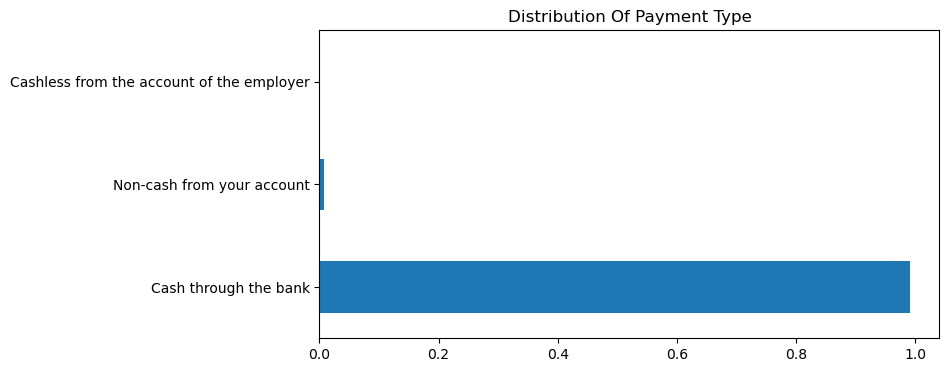 Distribution Of Payment Type
Cashless from the account of the employer
Non-cash from your account
Cash through the bank
0.0 0.2 0.4 0.6 0.8 1.0